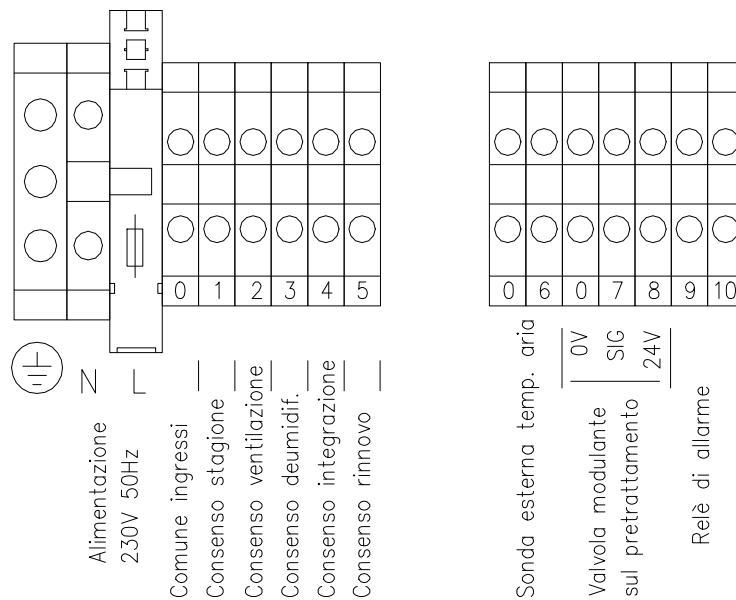 0 1 2 3 4 5
0 6 0 7 8 9 10
N L
Alimentazione
230V 50Hz
Comune ingressi
Consenso stagione
Consenso ventilazione
Consenso deumidif.
Consenso integrazione
Consenso rinnovo
Sonda esterna temp. aria
0V
SIG
24V
Valvola modulante
sul pretrattamento
Relè di allarme